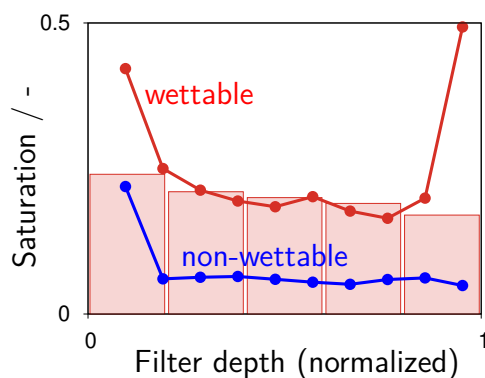 0.5
Saturation / -
wettable
non-wettable
0
0
1
Filter depth (normalized)